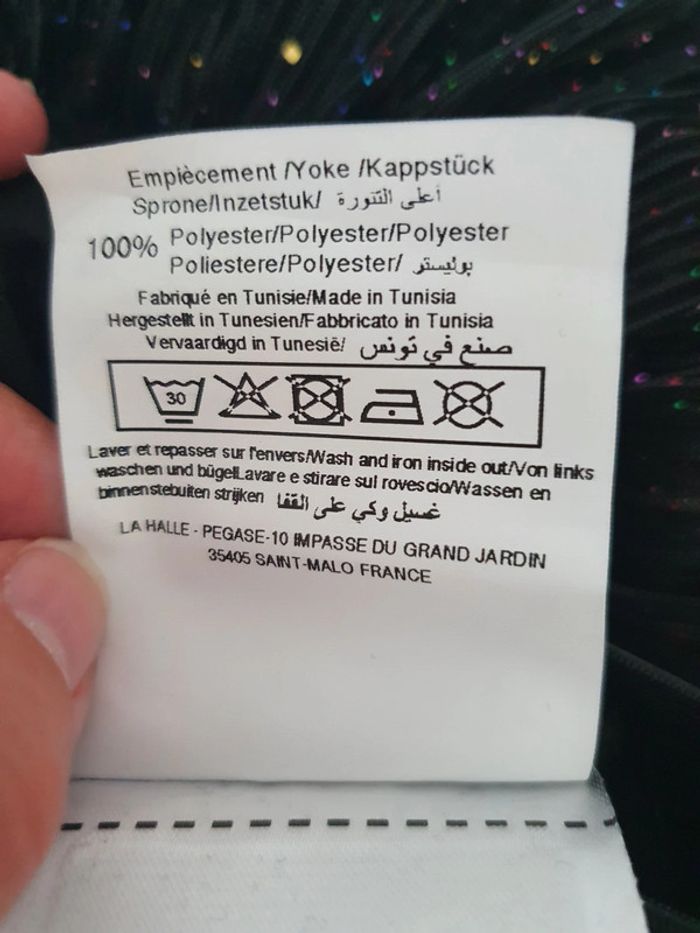 Empiècement /Yoke /Kappstück
Sprone/Inzetstuk/ أعلى التنورة
100% Polyester/Polyester/Polyester
Poliestere/Polyester/ بوليستر
Fabriqué en Tunisie/Made in Tunisia
Hergestellt in Tunesien/Fabbricato in Tunisia
Vervaardigd in Tunesië/ صنع في تونس
30
Laver et repasser sur l'envers/Wash and iron inside out/Von links
waschen und bügelLavare e stirare sul rovescio/Wassen en
binnenstebuiten strijken غسيل وكي على القفا
LA HALLE - PEGASE-10 IMPASSE DU GRAND JARDIN
35405 SAINT-MALO FRANCE